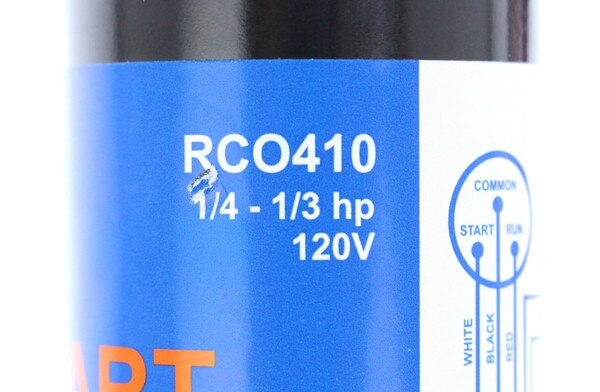 RCO410
1/4 - 1/3 hp
120V
COMMON
START RUN
WHITE
BLACK
RED